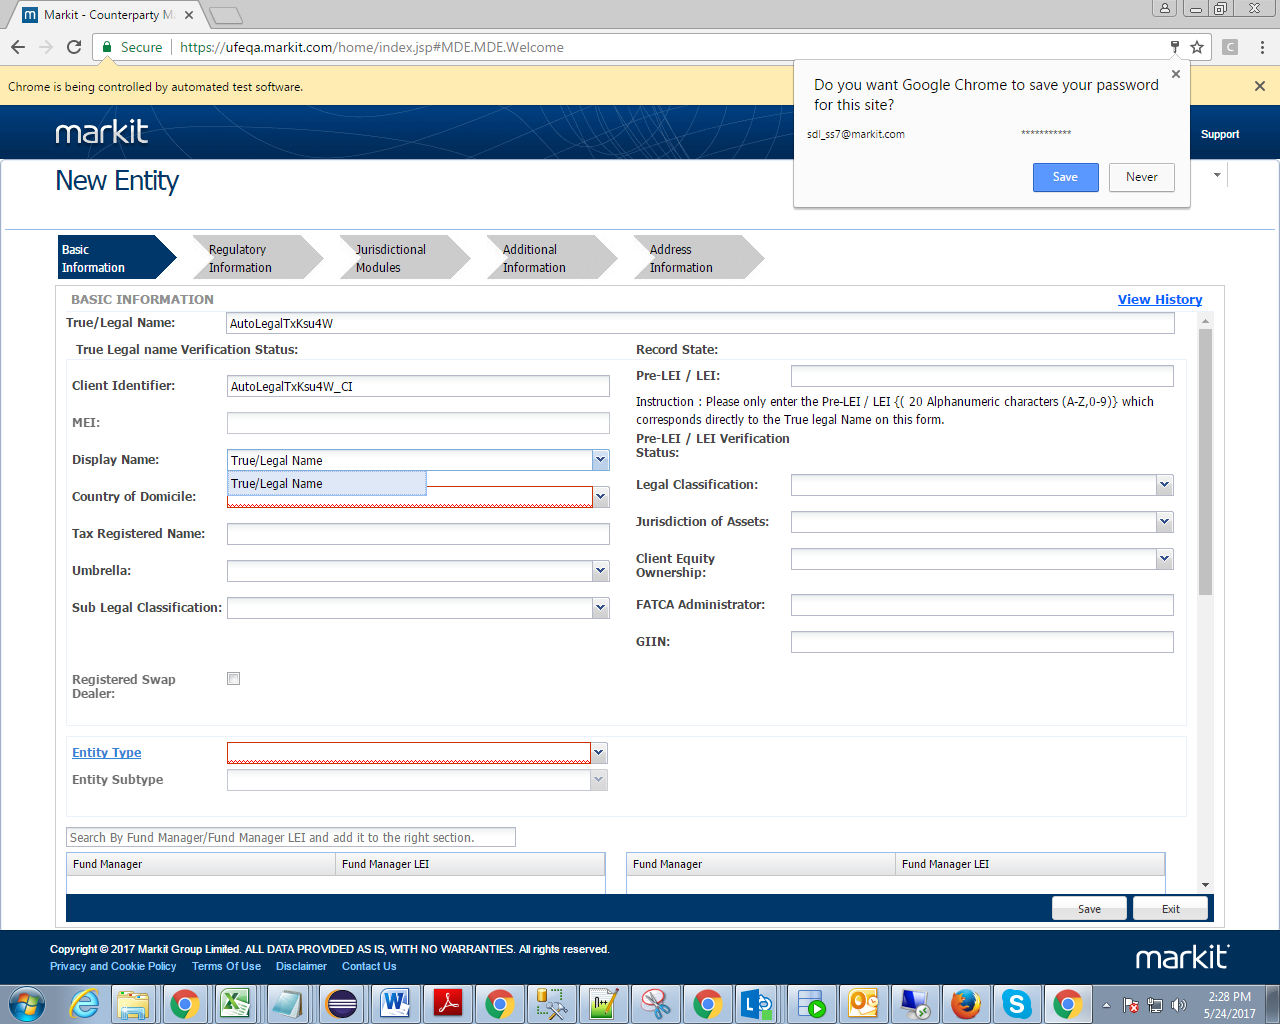 Markit - Counterparty Ma
Secure
https://ufeqa.markit.com/home/index.jsp#MDE.MDE.Welcome
Chrome is being controlled by automated test software.
Do you want Google Chrome to save your password
for this site?
sdl_ss7@markit.com ***********
Save Never
markit
Support
New Entity
Basic
Information
Regulatory
Information
Jurisdictional
Modules
Additional
Information
Address
Information
BASIC INFORMATION
View History
True/Legal Name: AutoLegalTxKsu4W
True Legal name Verification Status:
Record State:
Client Identifier: AutoLegalTxKsu4W_CI
MEI:
Display Name: True/Legal Name
True/Legal Name
Country of Domicile:
Tax Registered Name:
Umbrella:
Sub Legal Classification:
Registered Swap
Dealer:
Pre-LEI / LEI:
Instruction : Please only enter the Pre-LEI / LEI {( 20 Alphanumeric characters (A-Z,0-9)} which
corresponds directly to the True legal Name on this form.
Pre-LEI / LEI Verification
Status:
Legal Classification:
Jurisdiction of Assets:
Client Equity
Ownership:
FATCA Administrator:
GIIN:
Entity Type
Entity Subtype
Search By Fund Manager/Fund Manager LEI and add it to the right section.
Fund Manager Fund Manager LEI
Fund Manager Fund Manager LEI
Save Exit
Copyright © 2017 Markit Group Limited. ALL DATA PROVIDED AS IS, WITH NO WARRANTIES. All rights reserved.
Privacy and Cookie Policy Terms Of Use Disclaimer Contact Us
markit
2:28 PM
5/24/2017